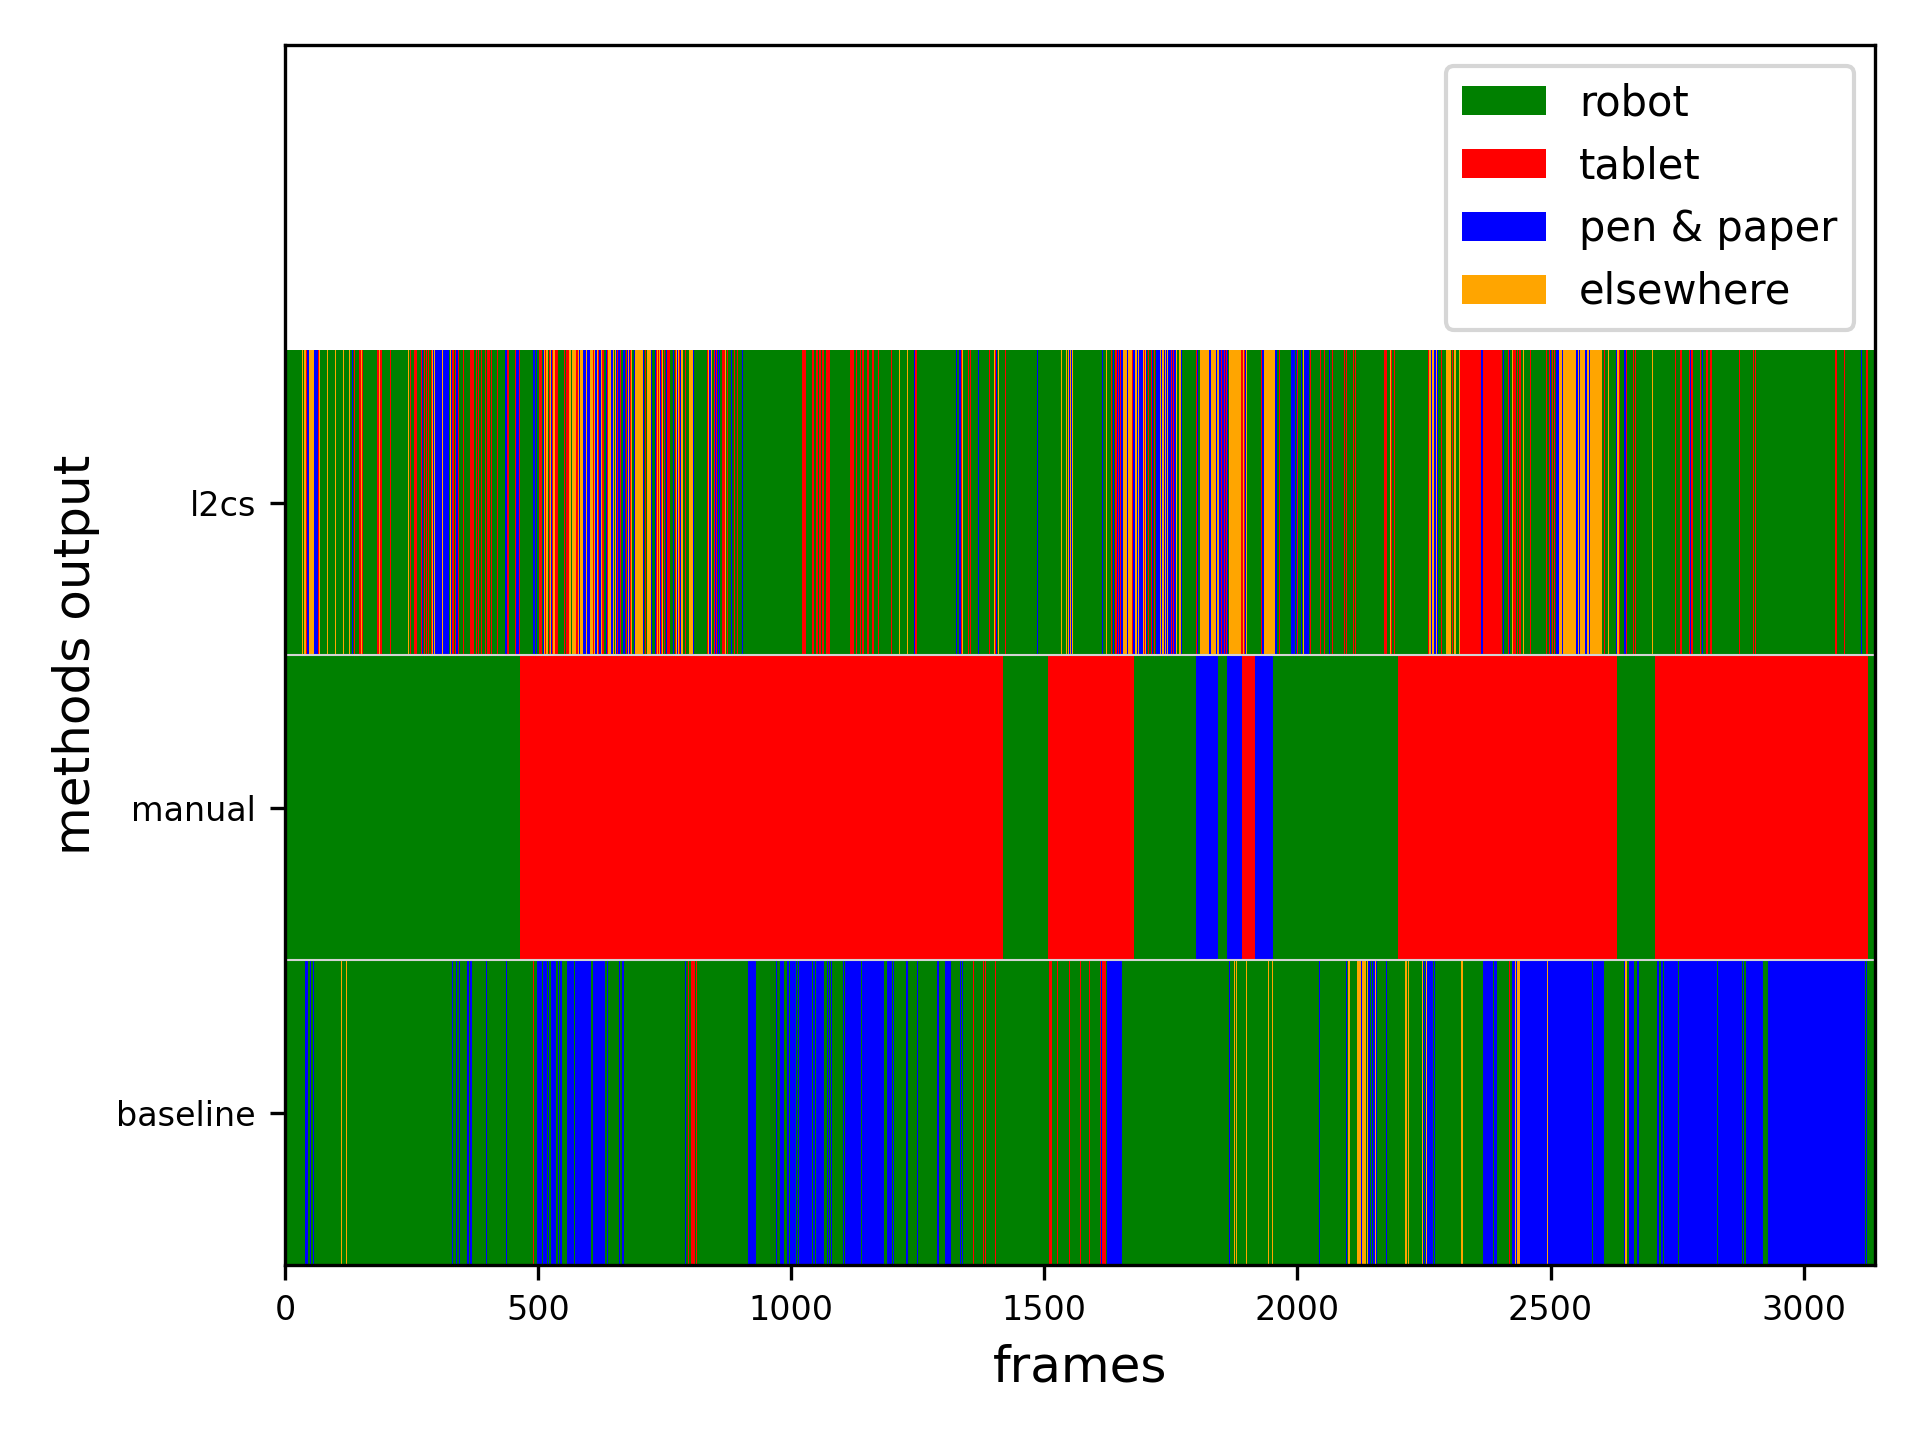 robot
tablet
pen & paper
elsewhere
methods output
l2cs
manual
baseline
0 500 1000 1500 2000 2500 3000
frames